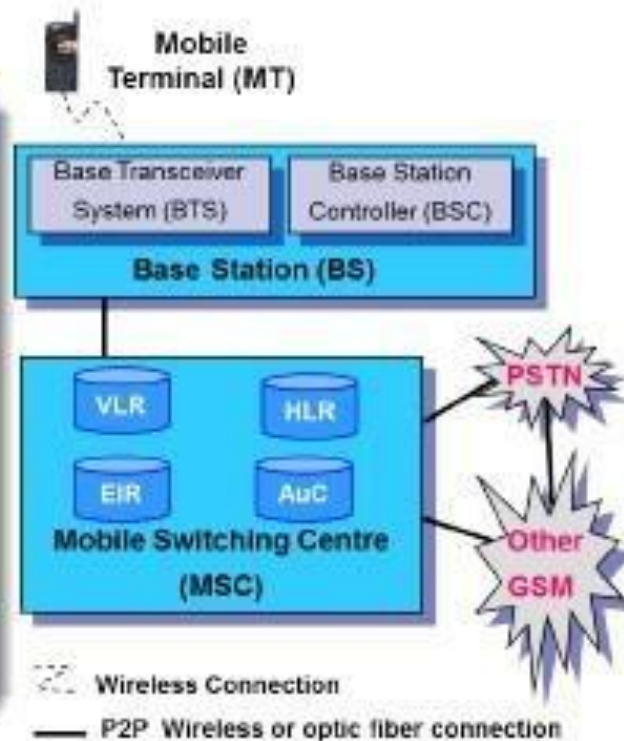 Mobile
Terminal (MT)
Base Transceiver
System (BTS)
Base Station
Controller (BSC)
Base Station (BS)
VLR
HLR
PSTN
EIR
AuC
Mobile Switching Centre
(MSC)
Other
GSM
Wireless Connection
P2P Wireless or optic fiber connection